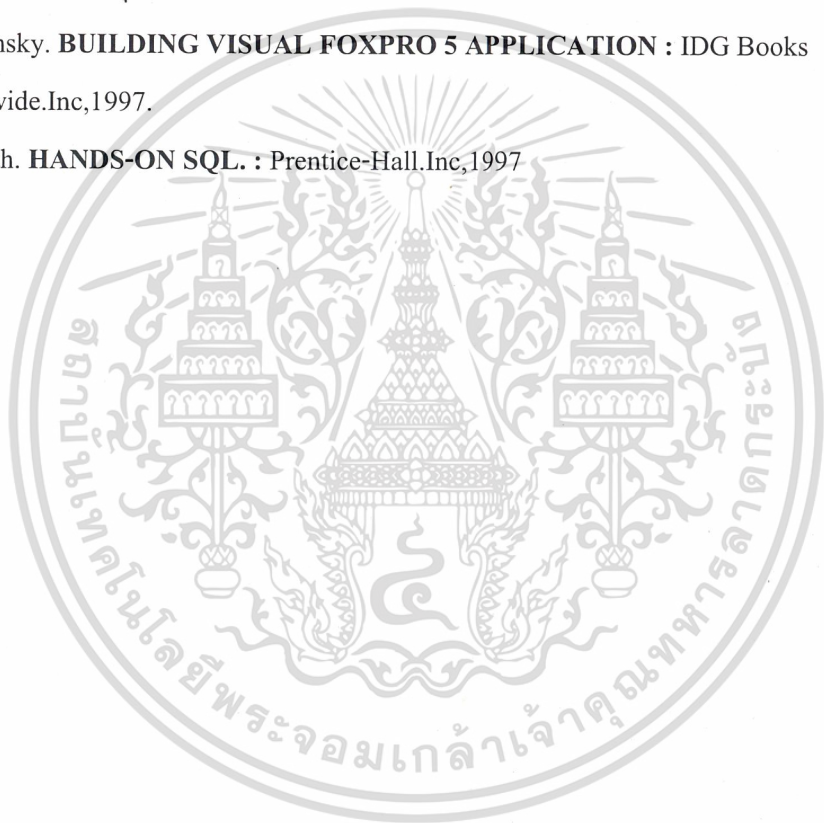 nsky. BUILDING VISUAL FOXPRO 5 APPLICATION : IDG Books
vide.Inc,1997.
h. HANDS-ON SQL. : Prentice-Hall.Inc,1997
สถาบันเทคโนโลยีพระจอมเกล้าเจ้าคุณทหารลาดกระบัง